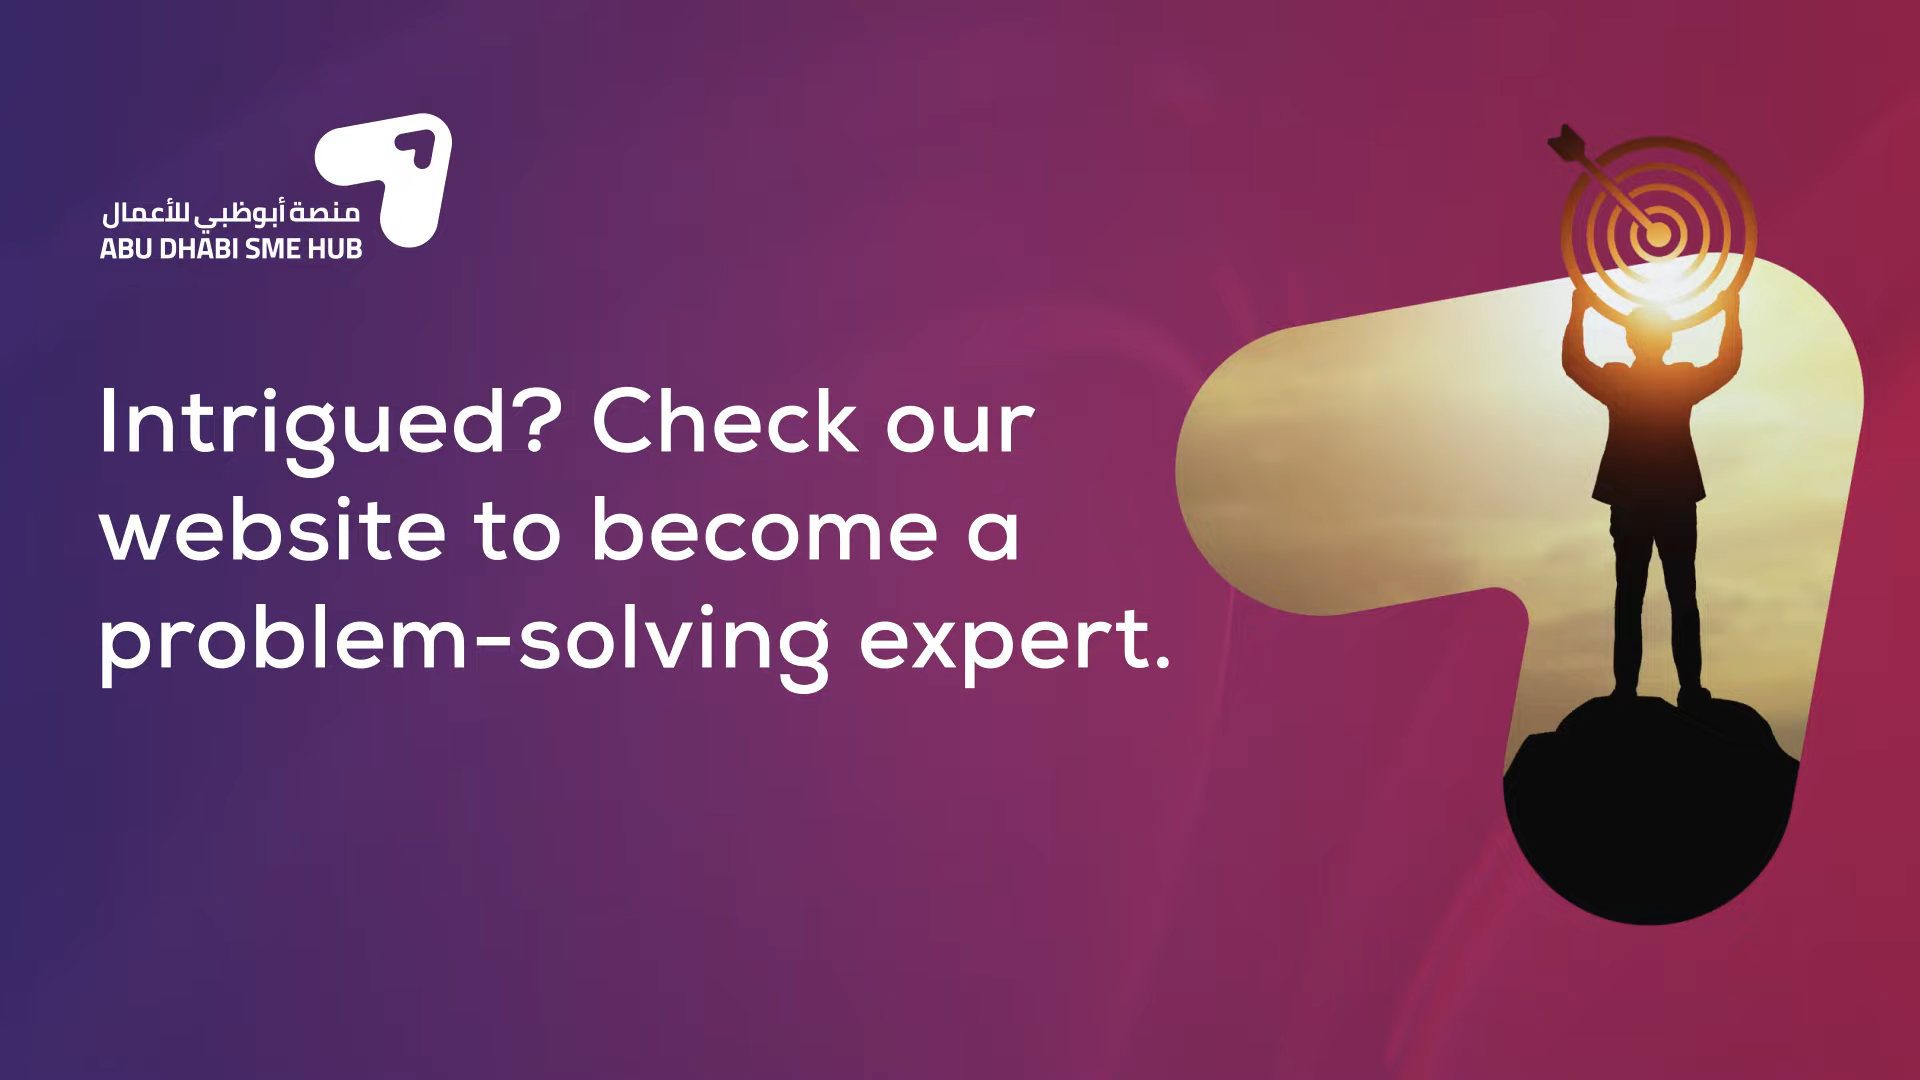 منصة أبوظبي للأعمال
ABU DHABI SME HUB
Intrigued? Check our
website to become a
problem-solving expert.